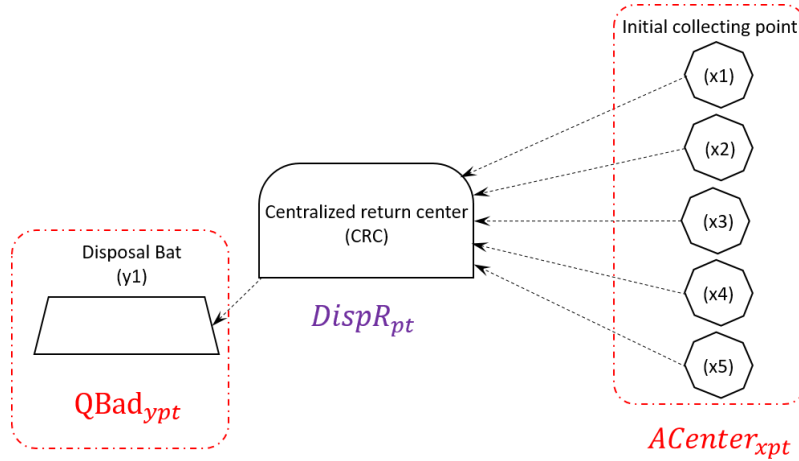 Initial collecting point
(x1)
(x2)
(x3)
(x4)
(x5)
Centralized return center
(CRC)
DispR_pt
Disposal Bat
(y1)
QBad_ypt
ACenter_xpt